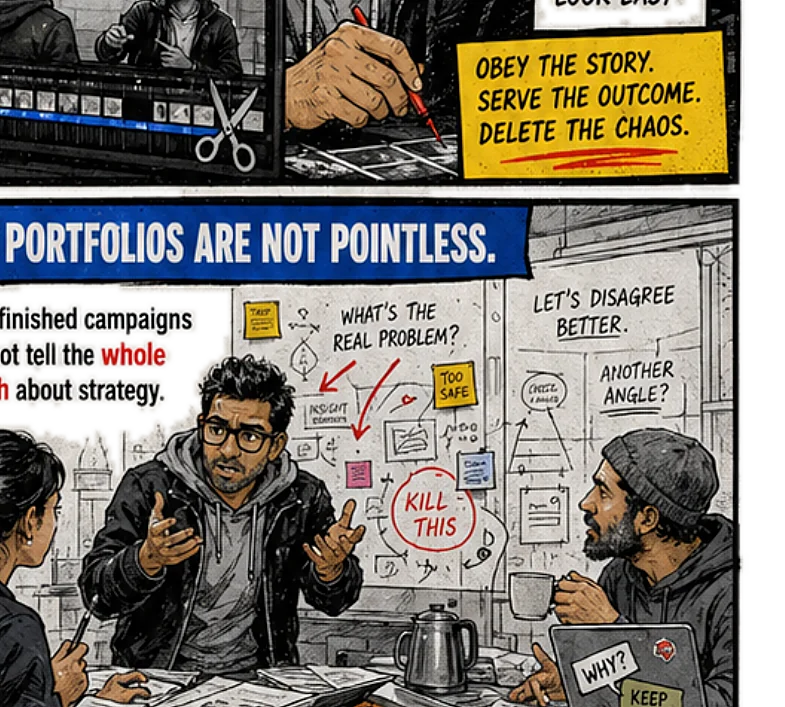 OBEY THE STORY.
SERVE THE OUTCOME.
DELETE THE CHAOS.
PORTFOLIOS ARE NOT POINTLESS.
finished campaigns
ot tell the whole
h about strategy.
WHAT'S THE
REAL PROBLEM?
LET'S DISAGREE
BETTER.
ANOTHER
ANGLE?
TOO
SAFE
KILL
THIS
WHY?
KEEP